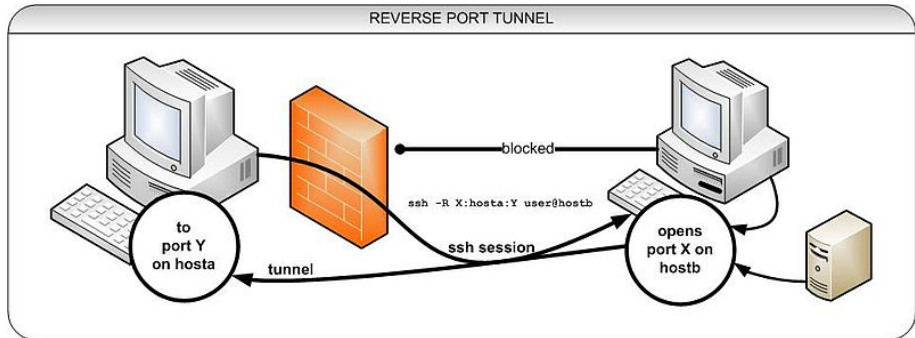 REVERSE PORT TUNNEL
blocked
ssh -R X:hosta:Y user@hostb
to
port Y
on hosta
opens
port X on
hostb
ssh session
tunnel